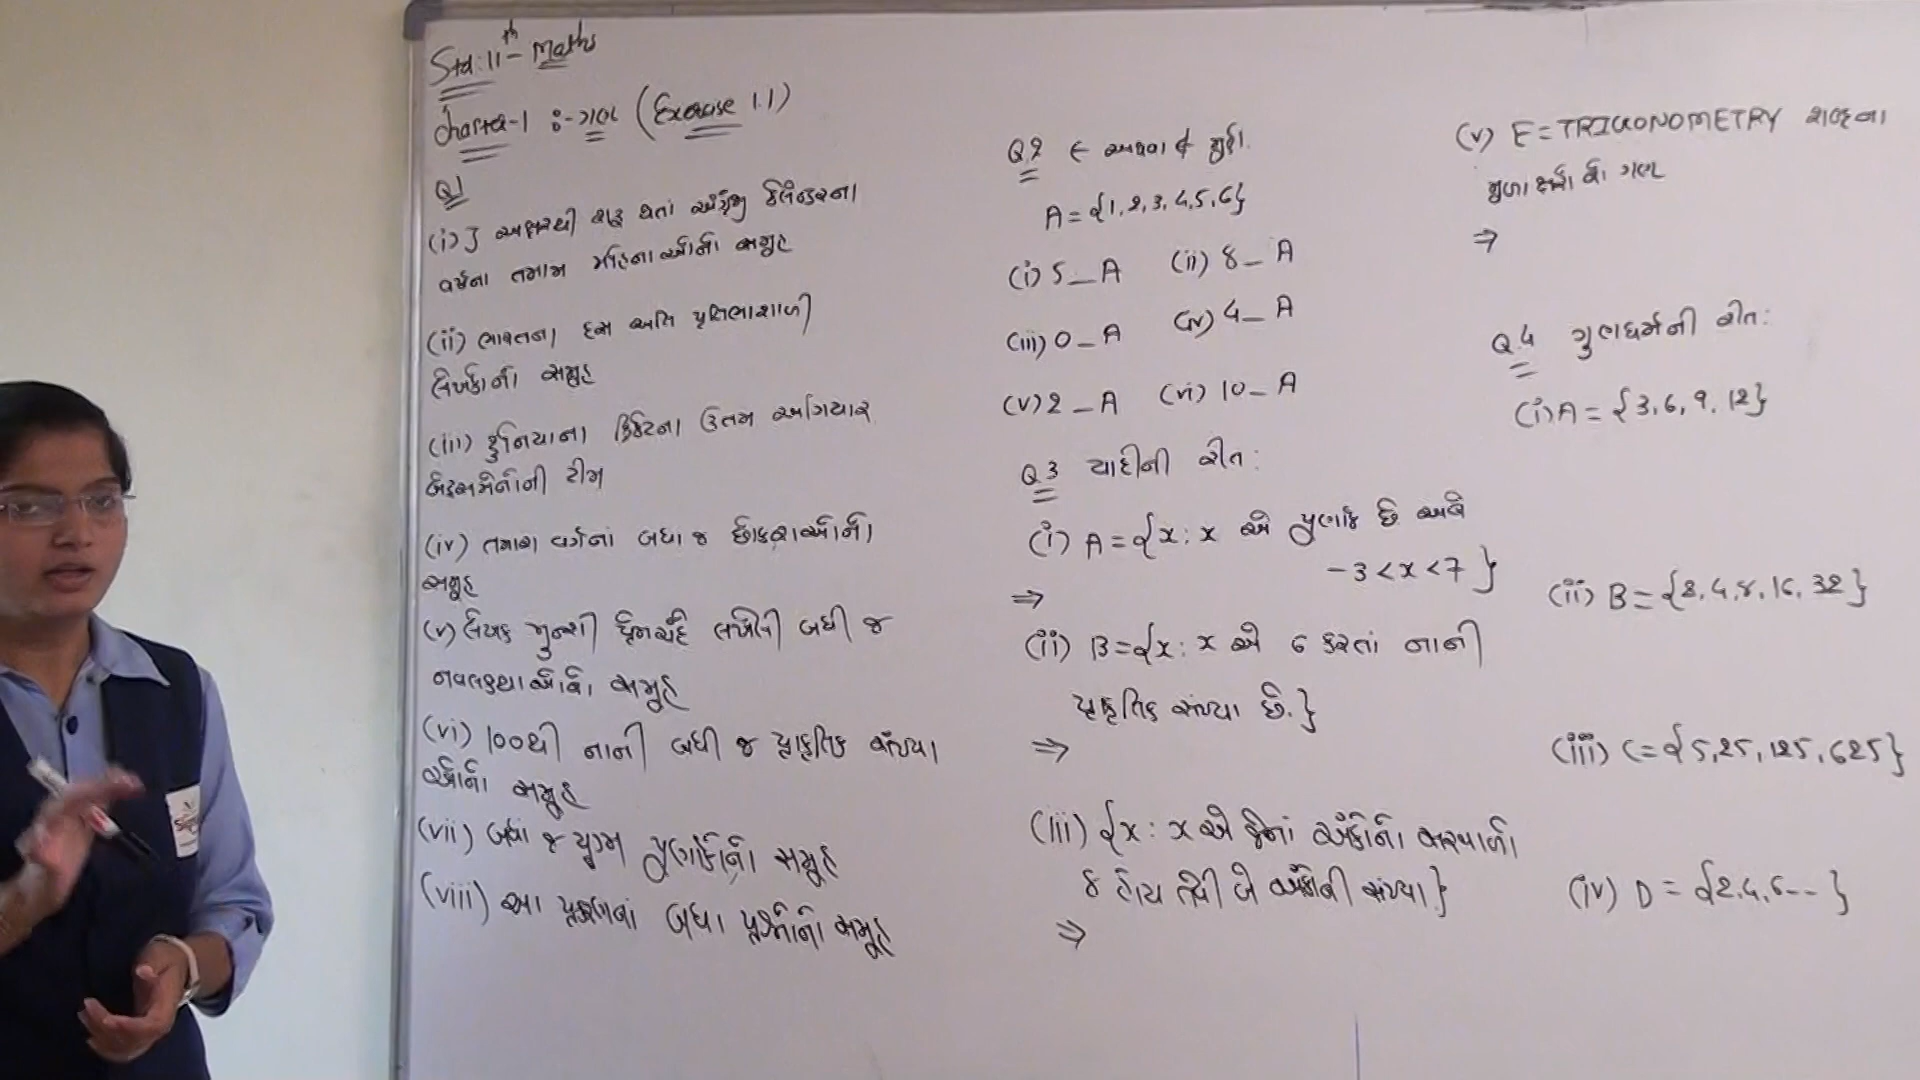 Std: 11th - Maths
Chapter-1 :- ગણ (Exercise 1.1)
Q1
(i) J અક્ષરથી શરૂ થતાં અંગ્રેજી કેલેન્ડરના
વર્ષના તમામ મહિનાઓનો સમૂહ
(ii) ભારતના દસ અતિ પ્રતિભાશાળી
લેખકોનો સમૂહ
(iii) દુનિયાના ક્રિકેટના ઉત્તમ અગિયાર
બેટ્સમેનોની ટીમ
(iv) તમારા વર્ગનાં બધા જ છોકરાઓનો
સમૂહ
(v) લેખક મુન્શી પ્રેમચંદે લખેલી બધી જ
નવલકથાઓનો સમૂહ
(vi) 100થી નાની બધી જ પ્રાકૃતિક સંખ્યા
ઓનો સમૂહ
(vii) બધાં જ યુગ્મ પૂર્ણાંકોનો સમૂહ
(viii) આ પ્રકરણનાં બધા પ્રશ્નોનો સમૂહ
Q2 ∈ અથવા ∉ મુકો.
A = {1, 2, 3, 4, 5, 6}
(i) 5 _ A (ii) 8 _ A
(iii) 0 _ A (iv) 4 _ A
(v) 2 _ A (vi) 10 _ A
Q3 યાદીની રીત :
(i) A = {x : x એ પૂર્ણાંક છે અને
-3 < x < 7 }
⇒
(ii) B = {x : x એ 6 કરતાં નાની
પ્રાકૃતિક સંખ્યા છે. }
⇒
(iii) {x : x એ જેનાં અંકોનો સરવાળો
8 હોય તેવી બે અંકોની સંખ્યા }
⇒
(v) E = TRIGONOMETRY શબ્દના
મૂળાક્ષરોનો ગણ
⇒
Q4 ગુણધર્મની રીત :
(i) A = {3, 6, 9, 12}
(ii) B = {2, 4, 8, 16, 32}
(iii) C = {5, 25, 125, 625}
(iv) D = {2, 4, 6 -- }